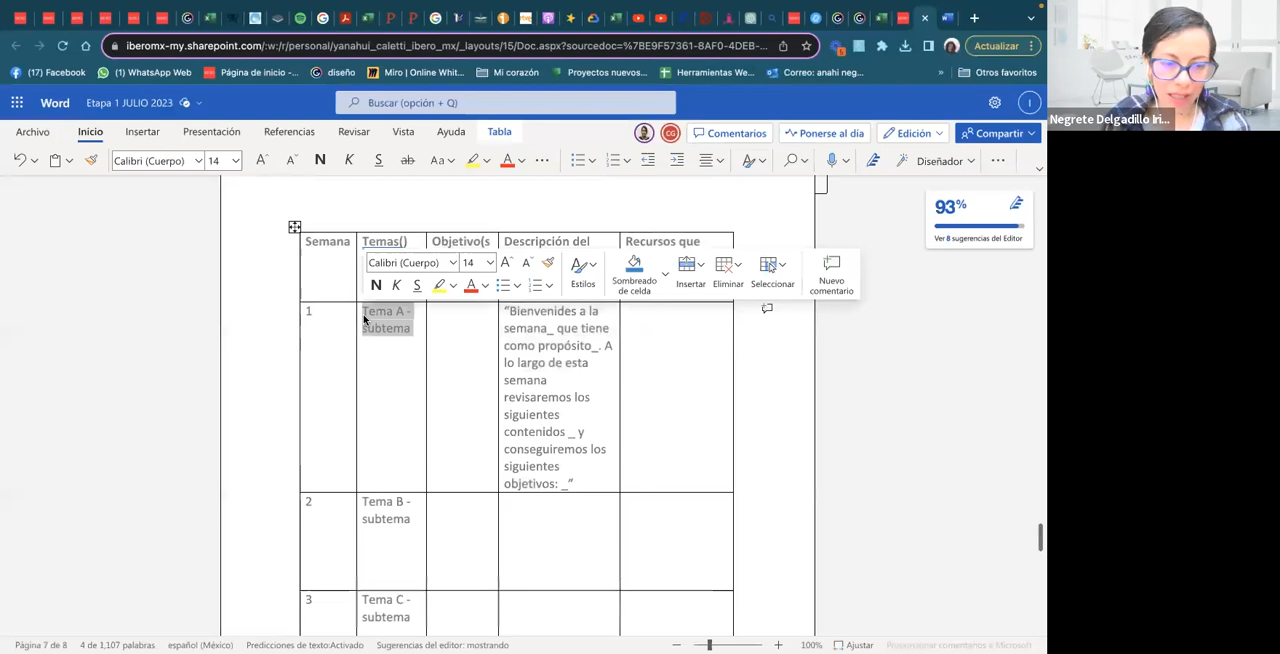 iberomx-my.sharepoint.com/:w:/r/personal/yanahui_caletti_ibero_mx/_layouts/15/Doc.aspx?sourcedoc=%7BE9F57361-8AF0-4DEB-...
Actualizar
(17) Facebook
(1) WhatsApp Web
Página de inicio -...
diseño
Miro | Online Whit...
Mi corazón
Proyectos nuevos...
Herramientas We...
Correo: anahi neg...
»
Otros favoritos
Negrete Delgadillo Iri...
Word
Etapa 1 JULIO 2023
Buscar (opción + Q)
I
Archivo
Inicio
Insertar
Presentación
Referencias
Revisar
Vista
Ayuda
Tabla
CG
Comentarios
Ponerse al día
Edición
Compartir
Calibri (Cuerpo)
14
N K S ab Aa A
Diseñador
93%
Ver 8 sugerencias del Editor
Semana
Temas()
Objetivo(s
Descripción del
Recursos que
Calibri (Cuerpo)
14
N K S A
Estilos
Sombreado
de celda
Insertar
Eliminar
Seleccionar
Nuevo
comentario
1
Tema A -
subtema
“Bienvenides a la
semana_ que tiene
como propósito_. A
lo largo de esta
semana
revisaremos los
siguientes
contenidos _ y
conseguiremos los
siguientes
objetivos: _”
2
Tema B -
subtema
3
Tema C -
subtema
Página 7 de 8
4 de 1,107 palabras
español (México)
Predicciones de texto:Activado
Sugerencias del editor: mostrando
100%
Ajustar